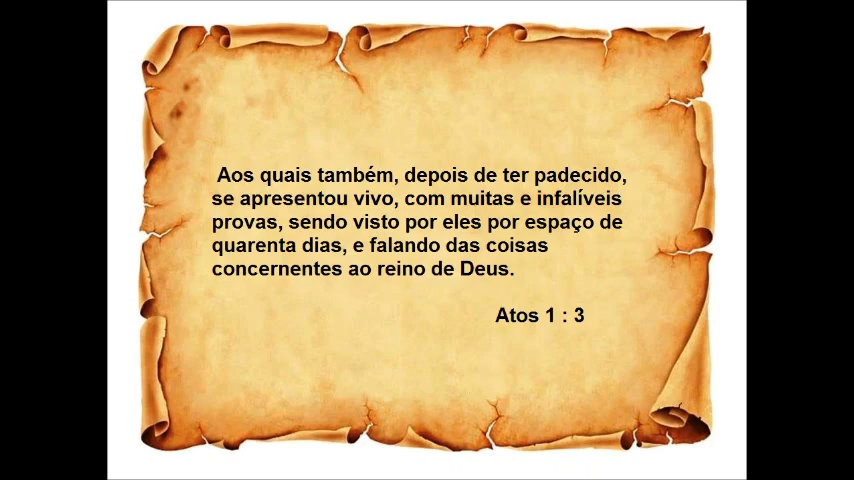 Aos quais também, depois de ter padecido,
se apresentou vivo, com muitas e infalíveis
provas, sendo visto por eles por espaço de
quarenta dias, e falando das coisas
concernentes ao reino de Deus.
Atos 1 : 3